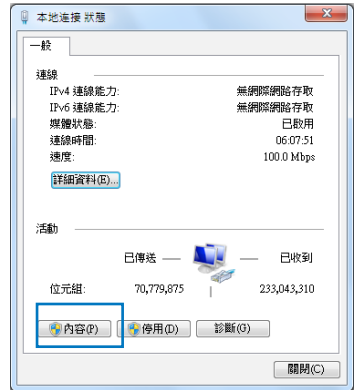 本地连接 狀態
一般
連線
IPv4 連線能力: 無網際網路存取
IPv6 連線能力: 無網際網路存取
媒體狀態: 已啟用
連線時間: 06:07:51
速度: 100.0 Mbps
詳細資料(E)...
活動
已傳送 — — 已收到
位元組: 70,779,875 | 233,043,310
內容(P) 停用(D) 診斷(G)
關閉(C)